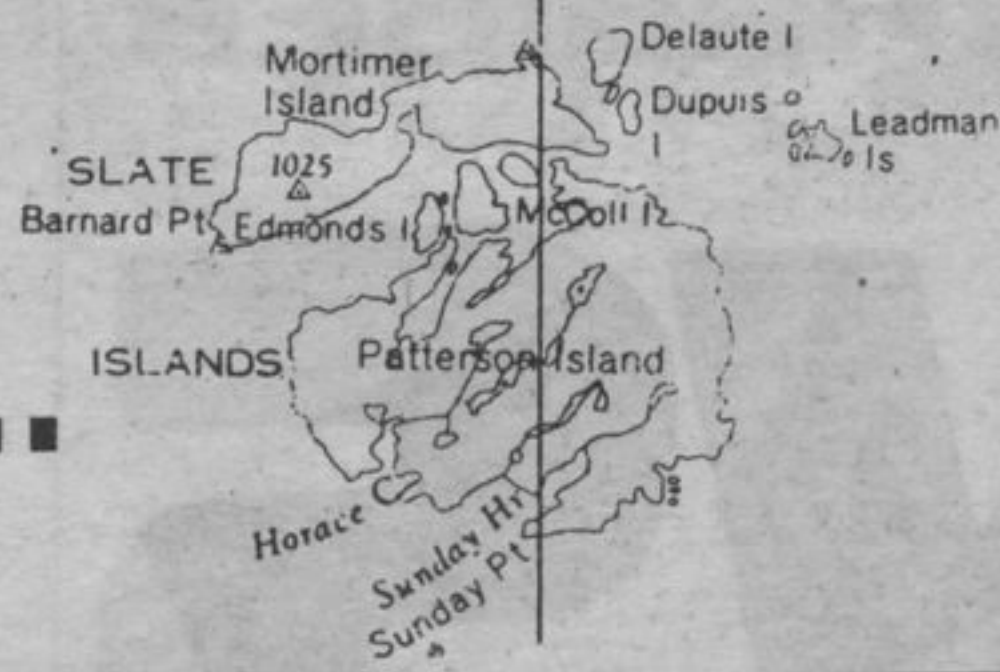 Delaute I
Mortimer
Island
Dupuis
I
Leadman
Is
1025
SLATE
Barnard Pt
Edmonds I
McColl I
ISLANDS
Patterson Island
Horace C
Sunday Hr
Sunday Pt